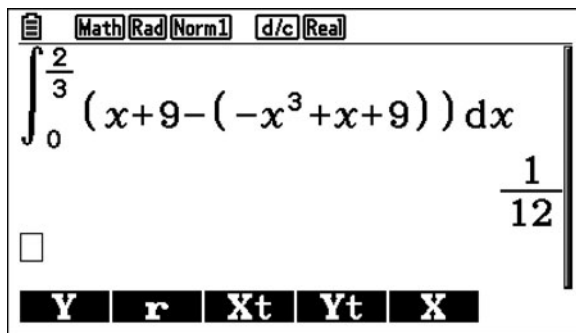 Math Rad Norm1 d/c Real
∫₀^(2/3) (x+9-(-x³+x+9))dx
1/12
Y r Xt Yt X